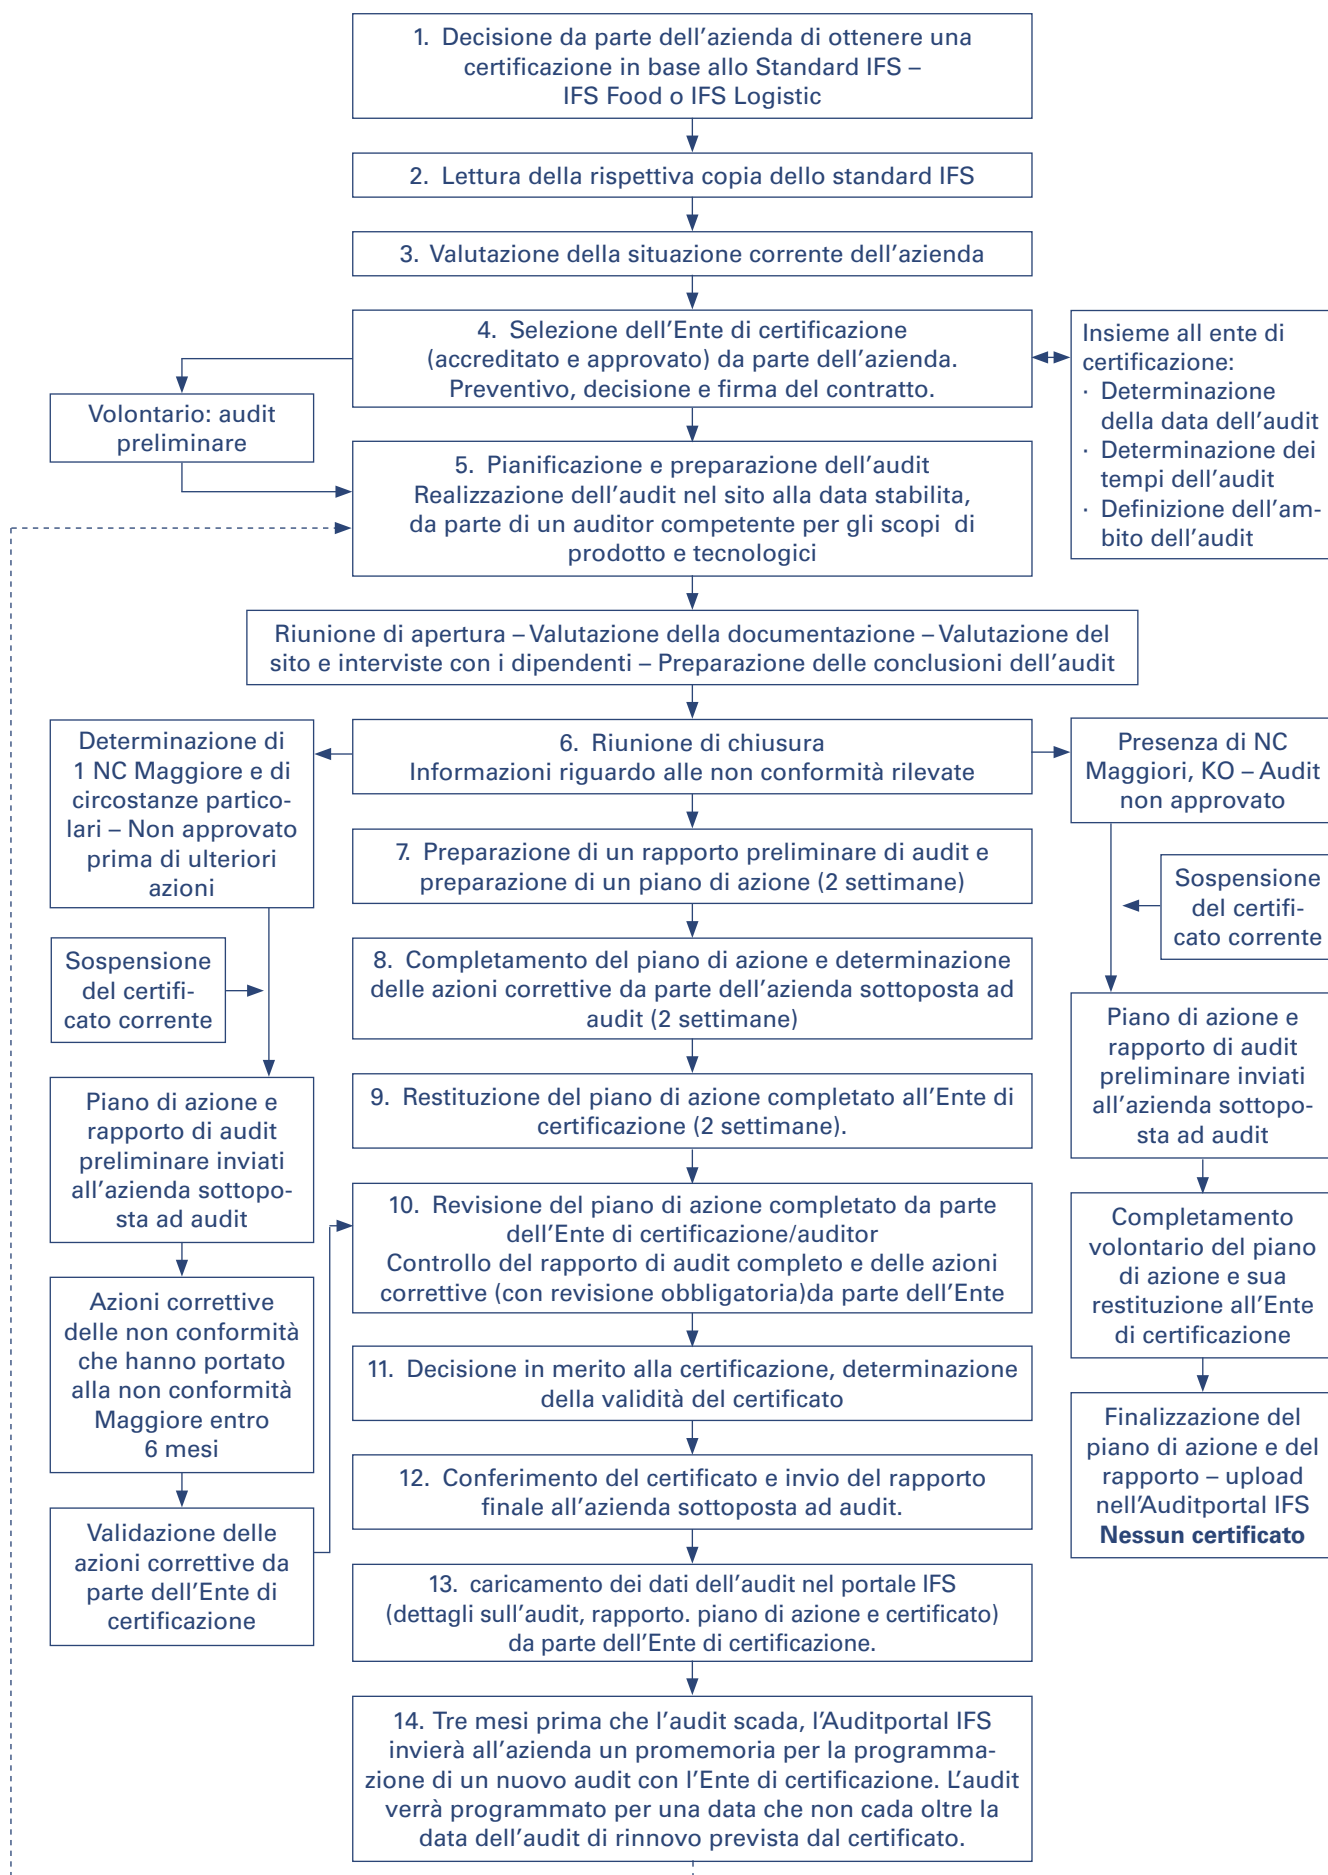 1. Decisione da parte dell’azienda di ottenere una
certificazione in base allo Standard IFS –
IFS Food o IFS Logistic
2. Lettura della rispettiva copia dello standard IFS
3. Valutazione della situazione corrente dell’azienda
4. Selezione dell’Ente di certificazione
(accreditato e approvato) da parte dell’azienda.
Preventivo, decisione e firma del contratto.
Insieme all ente di
certificazione:
· Determinazione
della data dell’audit
· Determinazione dei
tempi dell’audit
· Definizione dell’am-
bito dell’audit
Volontario: audit
preliminare
5. Pianificazione e preparazione dell’audit
Realizzazione dell’audit nel sito alla data stabilita,
da parte di un auditor competente per gli scopi di
prodotto e tecnologici
Riunione di apertura – Valutazione della documentazione – Valutazione del
sito e interviste con i dipendenti – Preparazione delle conclusioni dell’audit
6. Riunione di chiusura
Informazioni riguardo alle non conformità rilevate
Determinazione di
1 NC Maggiore e di
circostanze partico-
lari – Non approvato
prima di ulteriori
azioni
Sospensione
del certifi-
cato corrente
Piano di azione e
rapporto di audit
preliminare inviati
all’azienda sottopo-
sta ad audit
Azioni correttive
delle non conformità
che hanno portato
alla non conformità
Maggiore entro
6 mesi
Validazione delle
azioni correttive da
parte dell’Ente di
certificazione
7. Preparazione di un rapporto preliminare di audit e
preparazione di un piano di azione (2 settimane)
8. Completamento del piano di azione e determinazione
delle azioni correttive da parte dell’azienda sottoposta ad
audit (2 settimane)
9. Restituzione del piano di azione completato all’Ente di
certificazione (2 settimane).
10. Revisione del piano di azione completato da parte
dell’Ente di certificazione/auditor
Controllo del rapporto di audit completo e delle azioni
correttive (con revisione obbligatoria)da parte dell’Ente
11. Decisione in merito alla certificazione, determinazione
della validità del certificato
12. Conferimento del certificato e invio del rapporto
finale all’azienda sottoposta ad audit.
13. caricamento dei dati dell’audit nel portale IFS
(dettagli sull’audit, rapporto. piano di azione e certificato)
da parte dell’Ente di certificazione.
14. Tre mesi prima che l’audit scada, l’Auditportal IFS
invierà all’azienda un promemoria per la programma-
zione di un nuovo audit con l’Ente di certificazione. L’audit
verrà programmato per una data che non cada oltre la
data dell’audit di rinnovo prevista dal certificato.
Presenza di NC
Maggiori, KO – Audit
non approvato
Sospensione
del certifi-
cato corrente
Piano di azione e
rapporto di audit
preliminare inviati
all’azienda sottopo-
sta ad audit
Completamento
volontario del piano
di azione e sua
restituzione all’Ente
di certificazione
Finalizzazione del
piano di azione e del
rapporto – upload
nell’Auditportal IFS
Nessun certificato